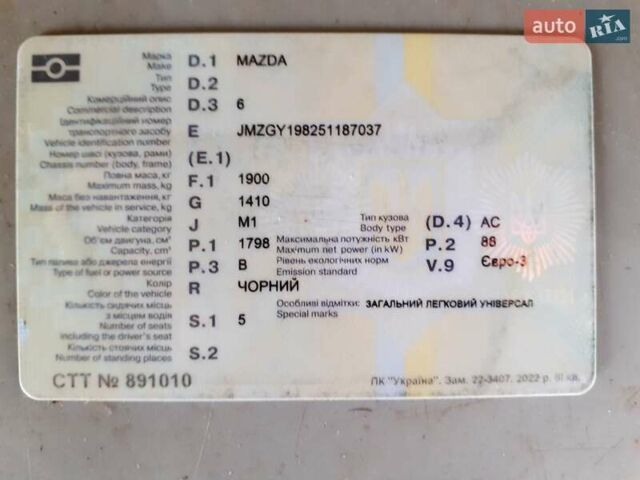 auto RIA.com
Марка
Make D.1 MAZDA
Тип
Type D.2
Комерційний опис
Commercial description D.3 6
Ідентифікаційний номер
транспортного засобу
Vehicle identification number E JMZGY198251187037
Номер шасі (кузова, рами)
Chassis number (body, frame) (E.1)
Повна маса, кг
Maximum mass, kg F.1 1900
Маса без навантаження, кг
Mass of the vehicle in service, kg G 1410
Категорія
Vehicle category J M1 Тип кузова
Body type (D.4) AC
Об'єм двигуна, см³
Capacity, cm³ P.1 1798 Максимальна потужність кВт
Maximum net power (in kW) P.2 88
Тип палива або джерела енергії
Type of fuel or power source P.3 B Рівень екологічних норм
Emission standard V.9 Євро-3
Колір
Color of the vehicle R ЧОРНИЙ
Кількість сидячих місць
з місцем водія
Number of seats
including the driver's seat S.1 5
Особливі відмітки: ЗАГАЛЬНИЙ ЛЕГКОВИЙ УНІВЕРСАЛ
Special marks
Кількість стоячих місць
Number of standing places S.2
СТТ № 891010
ПК "Україна". Зам. 22-3407. 2022 р. III кв.